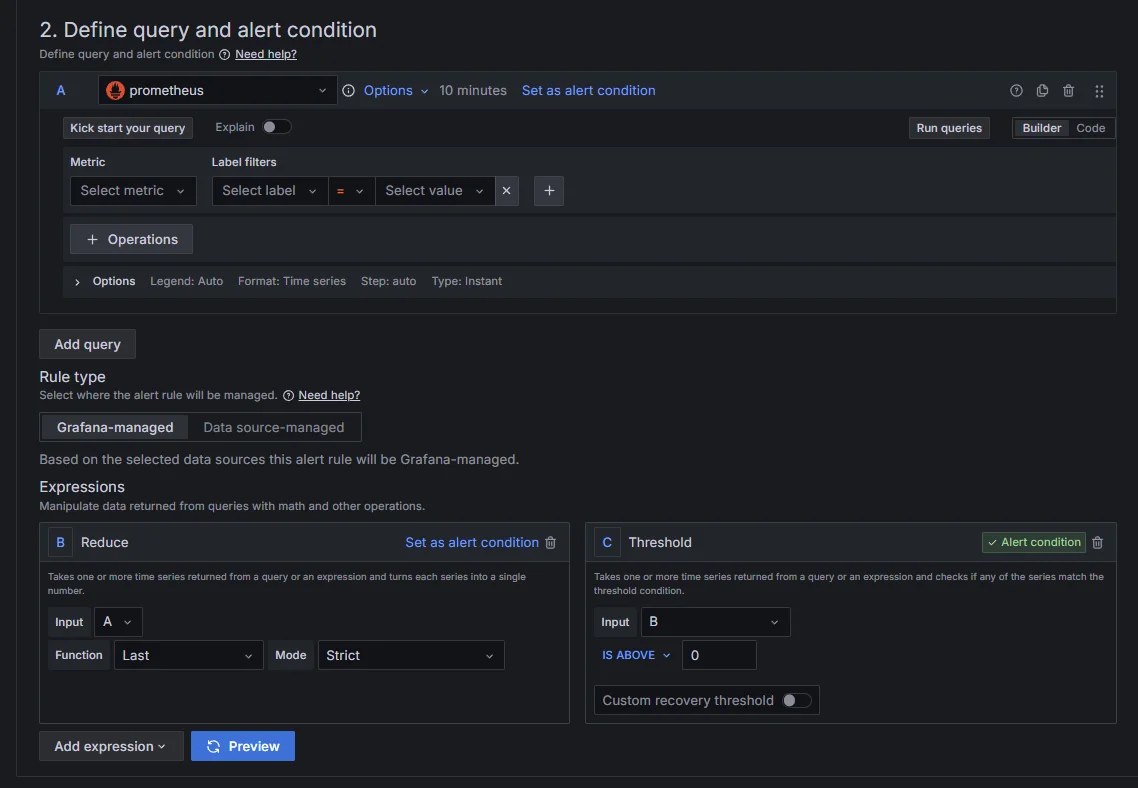 2. Define query and alert condition
Define query and alert condition Need help?
A prometheus Options 10 minutes Set as alert condition
Kick start your query Explain Run queries Builder Code
Metric Label filters
Select metric Select label = Select value
+ Operations
Options Legend: Auto Format: Time series Step: auto Type: Instant
Add query
Rule type
Select where the alert rule will be managed. Need help?
Grafana-managed Data source-managed
Based on the selected data sources this alert rule will be Grafana-managed.
Expressions
Manipulate data returned from queries with math and other operations.
B Reduce Set as alert condition
Takes one or more time series returned from a query or an expression and turns each series into a single
number.
Input A
Function Last Mode Strict
C Threshold Alert condition
Takes one or more time series returned from a query or an expression and checks if any of the series match the
threshold condition.
Input B
IS ABOVE 0
Custom recovery threshold
Add expression Preview